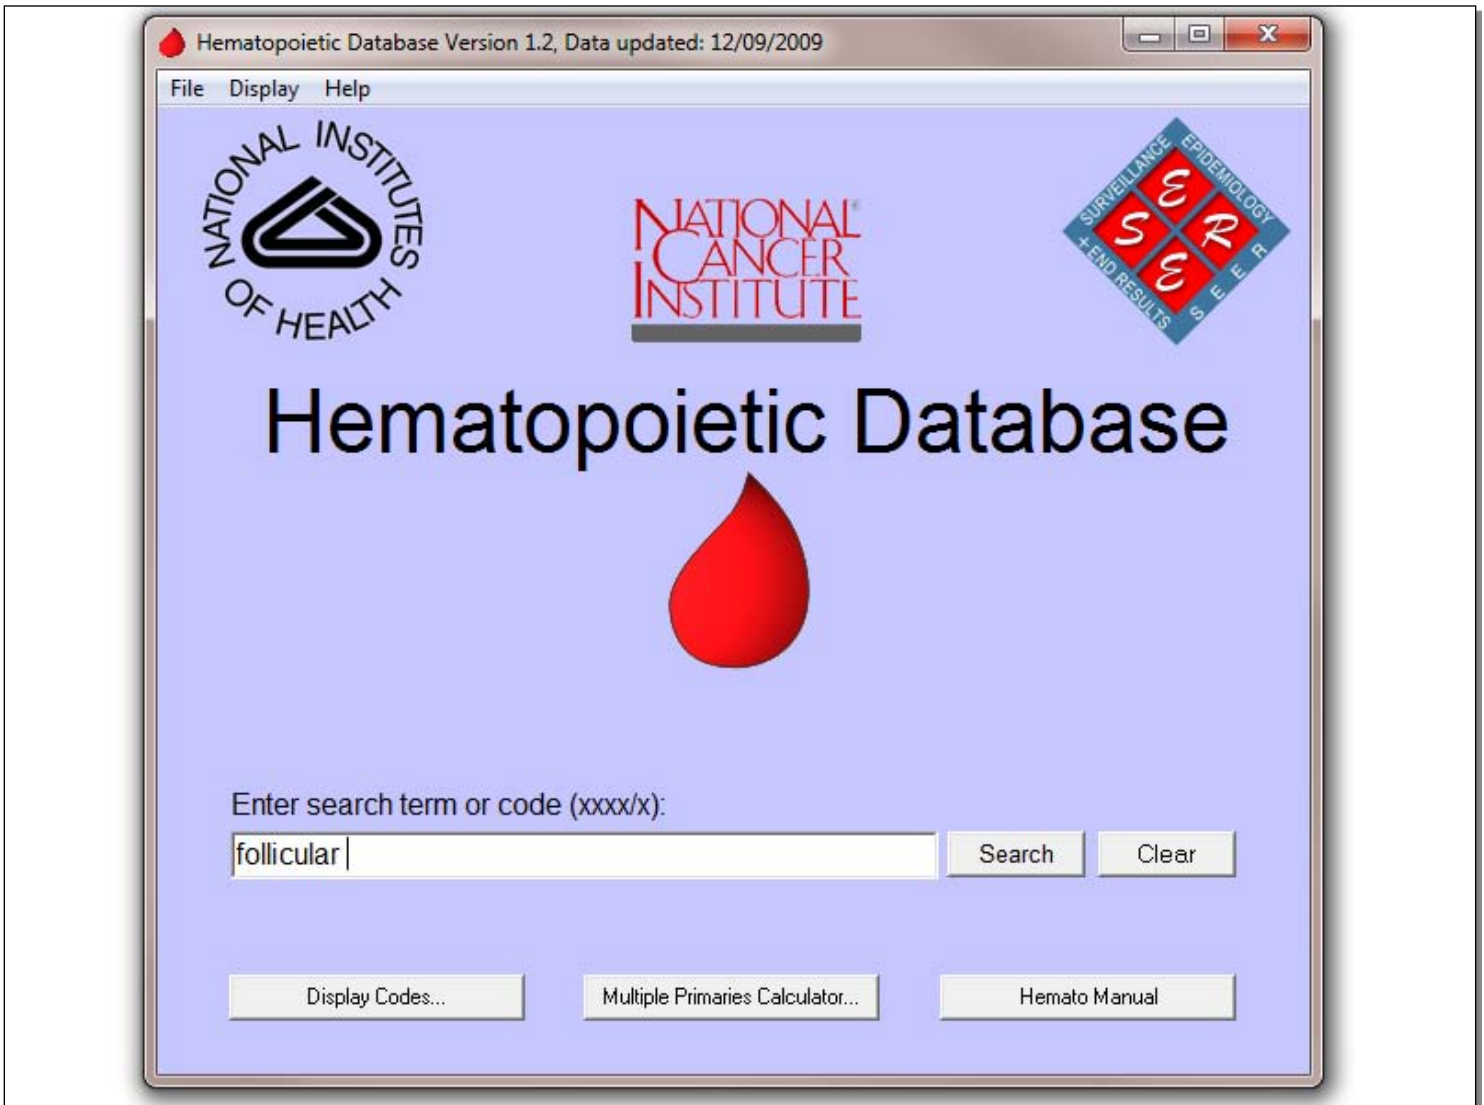 Hematopoietic Database Version 1.2, Data updated: 12/09/2009
File Display Help
NATIONAL INSTITUTES
OF HEALTH
NATIONAL
CANCER
INSTITUTE
SURVEILLANCE
EPIDEMIOLOGY
+ END RESULTS
SEER
S E R E
Hematopoietic Database
Enter search term or code (xxxx/x):
follicular
Search Clear
Display Codes... Multiple Primaries Calculator... Hemato Manual